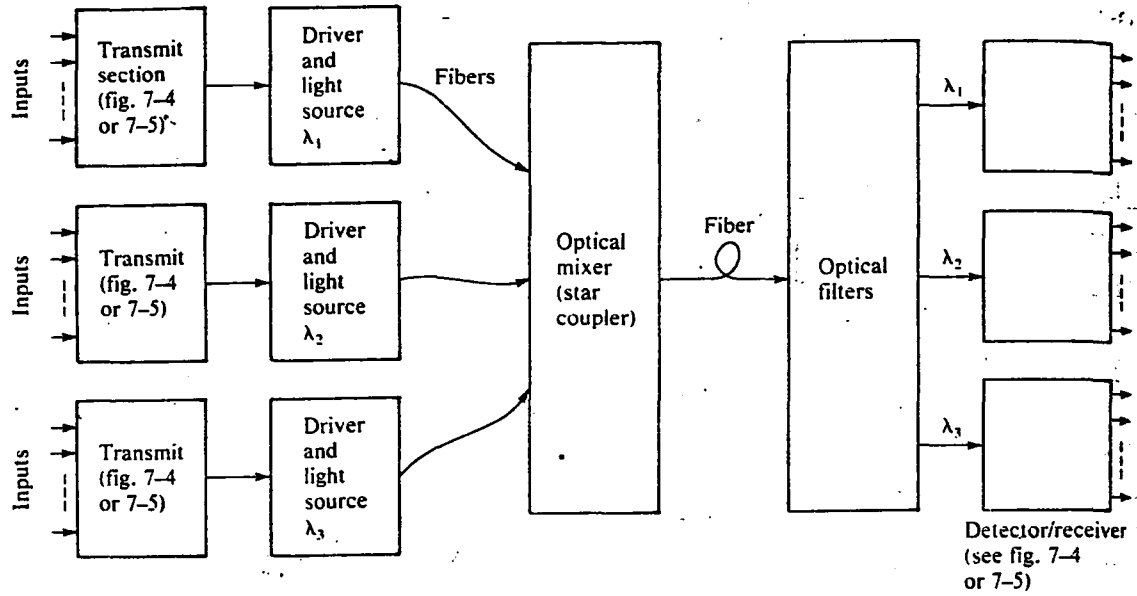 Inputs
Transmit
section
(fig. 7–4
or 7–5)
Driver
and
light
source
λ1
Fibers
Inputs
Transmit
(fig. 7–4
or 7–5)
Driver
and
light
source
λ2
Inputs
Transmit
(fig. 7–4
or 7–5)
Driver
and
light
source
λ3
Optical
mixer
(star
coupler)
Fiber
Optical
filters
λ1
λ2
λ3
Detector/receiver
(see fig. 7–4
or 7–5)